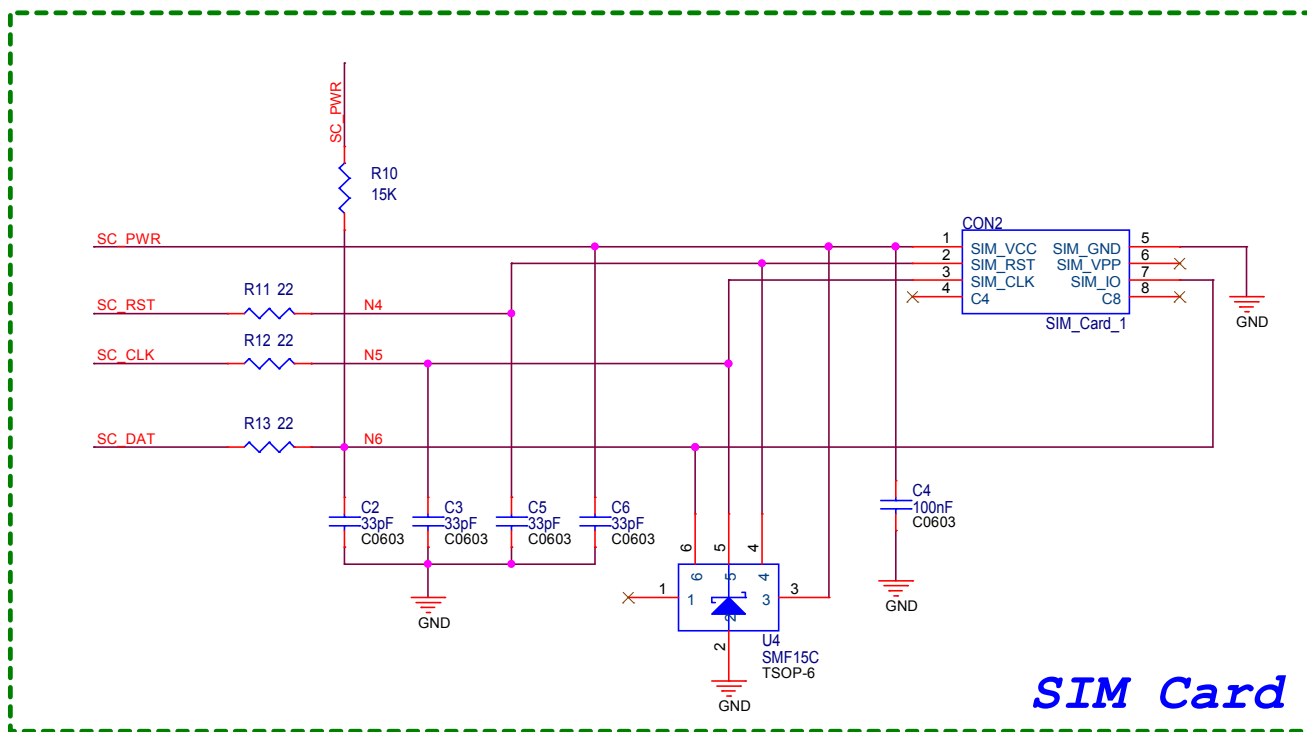 SC_PWR
R10
15K
SC_PWR
CON2
1 SIM_VCC SIM_GND 5
2 SIM_RST SIM_VPP 6
3 SIM_CLK SIM_IO 7
4 C4 C8 8
SIM_Card_1
GND
R11 22
SC_RST N4
R12 22
SC_CLK N5
R13 22
SC_DAT N6
C2
33pF
C0603
C3
33pF
C0603
C5
33pF
C0603
C6
33pF
C0603
C4
100nF
C0603
GND
GND
6 5 4
6 5 4
1 1 3 3
2
2
U4
SMF15C
TSOP-6
GND
SIM Card